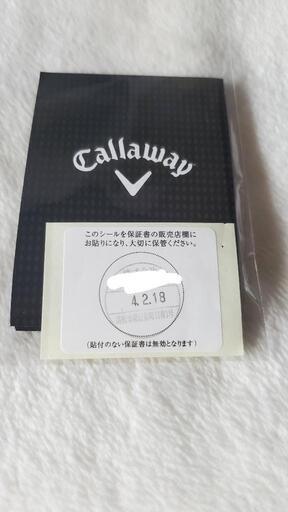 Callaway
このシールを保証書の販売店欄に
お貼りになり、大切に保管ください。
4.2.18
(貼付のない保証書は無効となります)